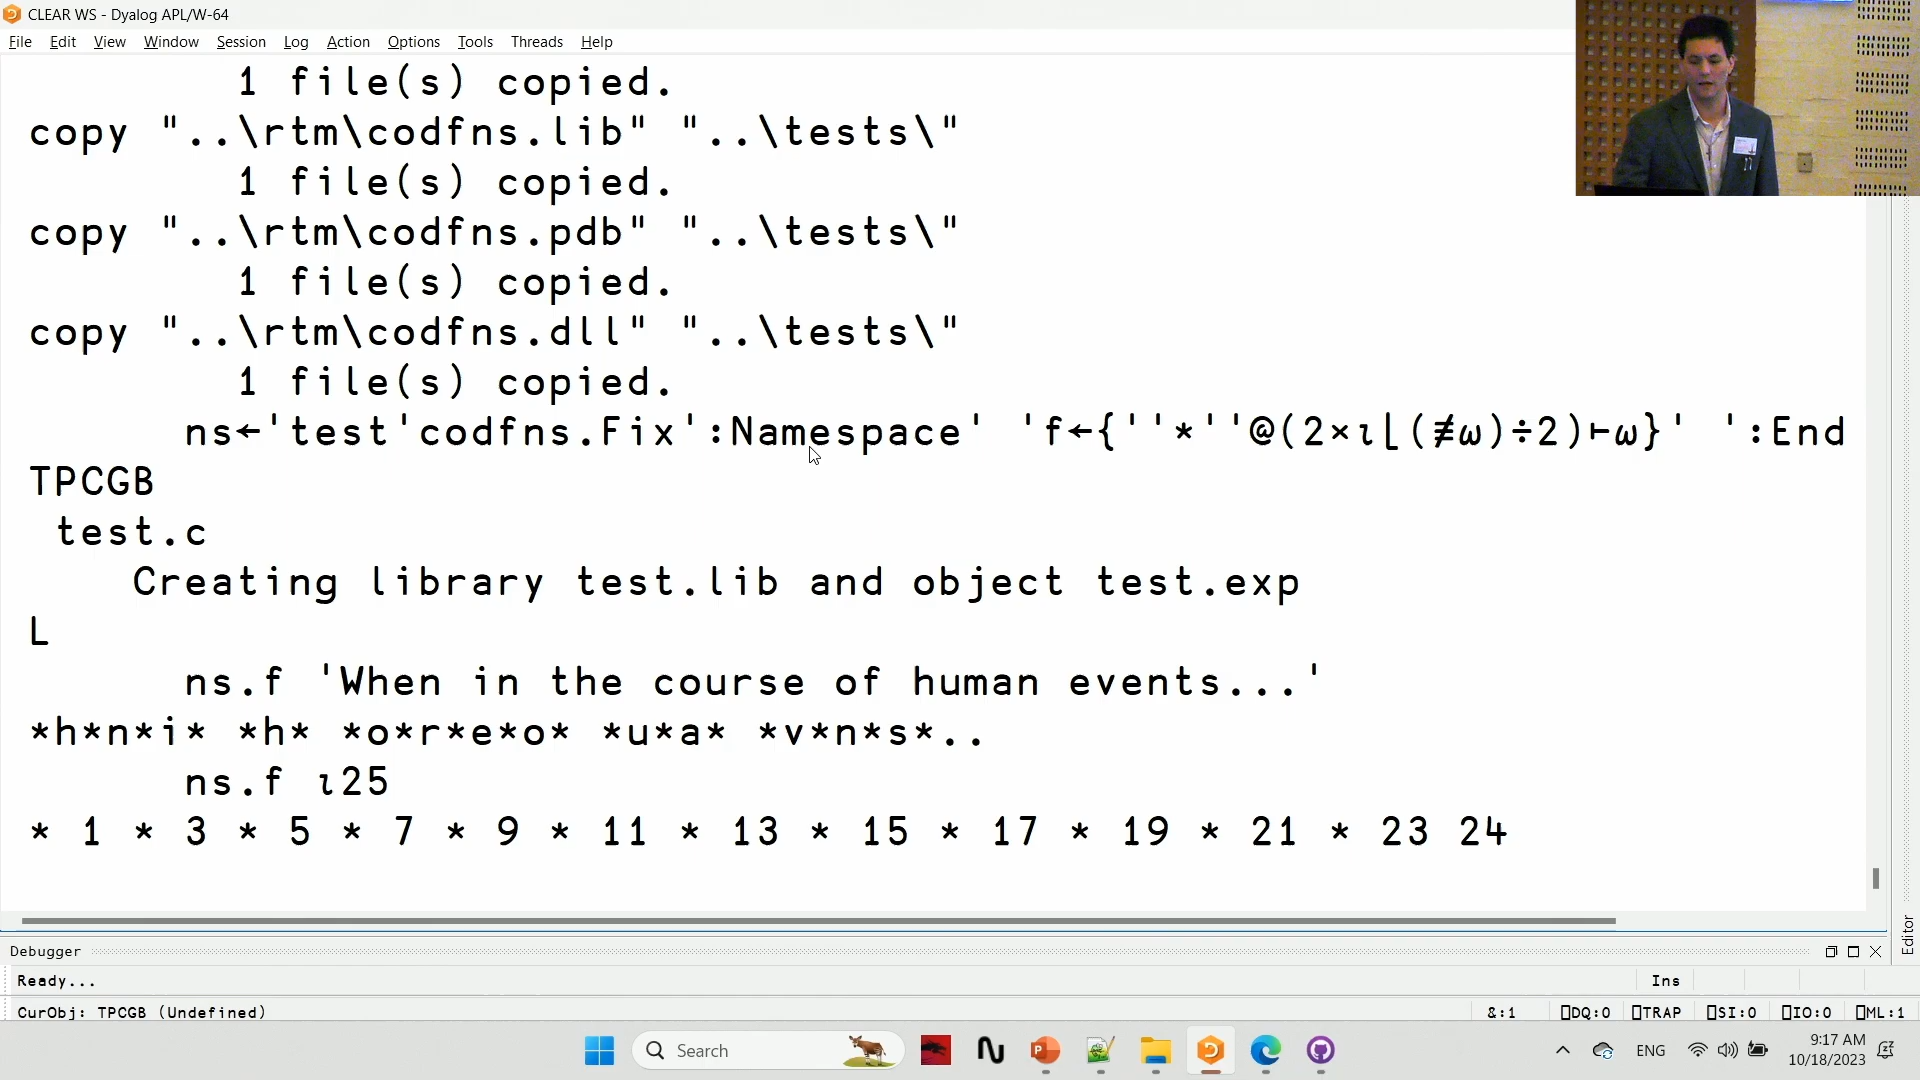 CLEAR WS - Dyalog APL/W-64
File Edit View Window Session Log Action Options Tools Threads Help
1 file(s) copied.
copy "..\rtm\codfns.lib" "..\tests\"
1 file(s) copied.
copy "..\rtm\codfns.pdb" "..\tests\"
1 file(s) copied.
copy "..\rtm\codfns.dll" "..\tests\"
1 file(s) copied.
ns←'test'codfns.Fix':Namespace' 'f←{''*''@(2×⍳⌊(≢⍵)÷2)⊢⍵}' ':End
TPCGB
test.c
Creating library test.lib and object test.exp
L
ns.f 'When in the course of human events...'
*h*n*i* *h* *o*r*e*o* *u*a* *v*n*s*..
ns.f ⍳25
* 1 * 3 * 5 * 7 * 9 * 11 * 13 * 15 * 17 * 19 * 21 * 23 24
Editor
Debugger
Ready...
Ins
CurObj: TPCGB (Undefined)
&:1 ⎕DQ:0 ⎕TRAP ⎕SI:0 ⎕IO:0 ⎕ML:1
Search
ENG
9:17 AM
10/18/2023